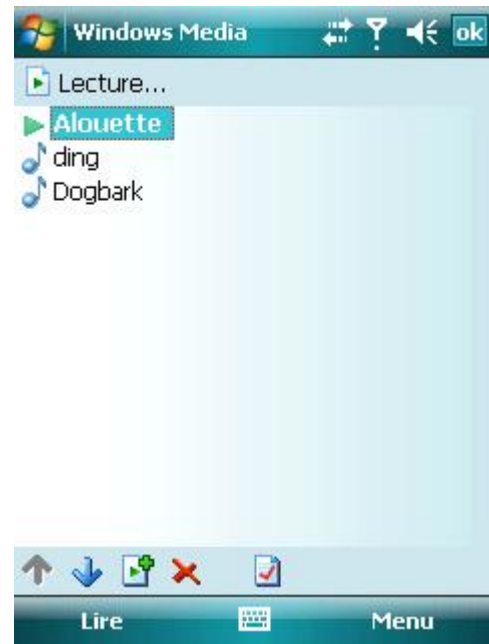 Windows Media ok
Lecture...
Alouette
ding
Dogbark
Lire Menu